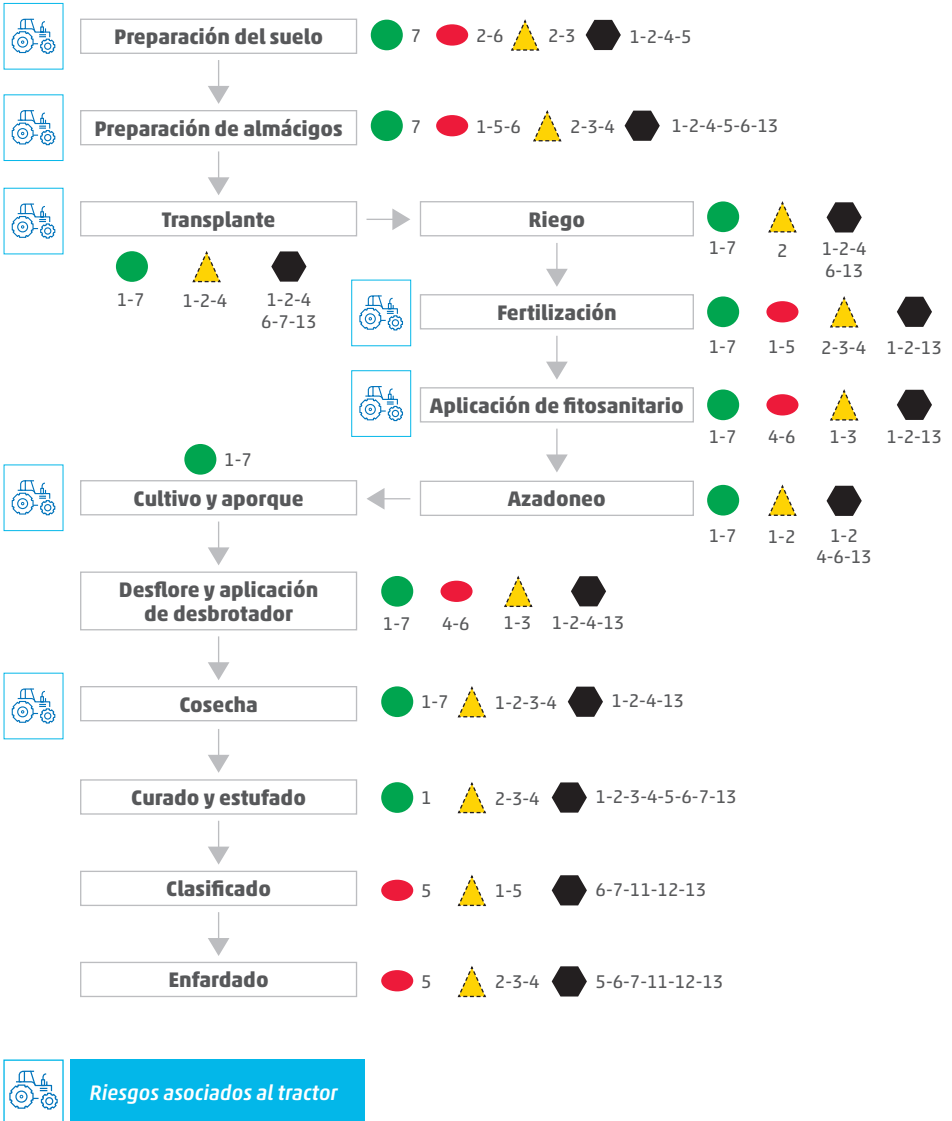 Preparación del suelo 7 2-6 2-3 1-2-4-5
Preparación de almácigos 7 1-5-6 2-3-4 1-2-4-5-6-13
Transplante
1-7 1-2-4 1-2-4
6-7-13
Riego
1-7 2 1-2-4
6-13
Fertilización
1-7 1-5 2-3-4 1-2-13
Aplicación de fitosanitario
1-7 4-6 1-3 1-2-13
Azadoneo
1-7 1-2 1-2
4-6-13
1-7
Cultivo y aporque
Desflore y aplicación
de desbrotador
1-7 4-6 1-3 1-2-4-13
Cosecha 1-7 1-2-3-4 1-2-4-13
Curado y estufado 1 2-3-4 1-2-3-4-5-6-7-13
Clasificado 5 1-5 6-7-11-12-13
Enfardado 5 2-3-4 5-6-7-11-12-13
Riesgos asociados al tractor